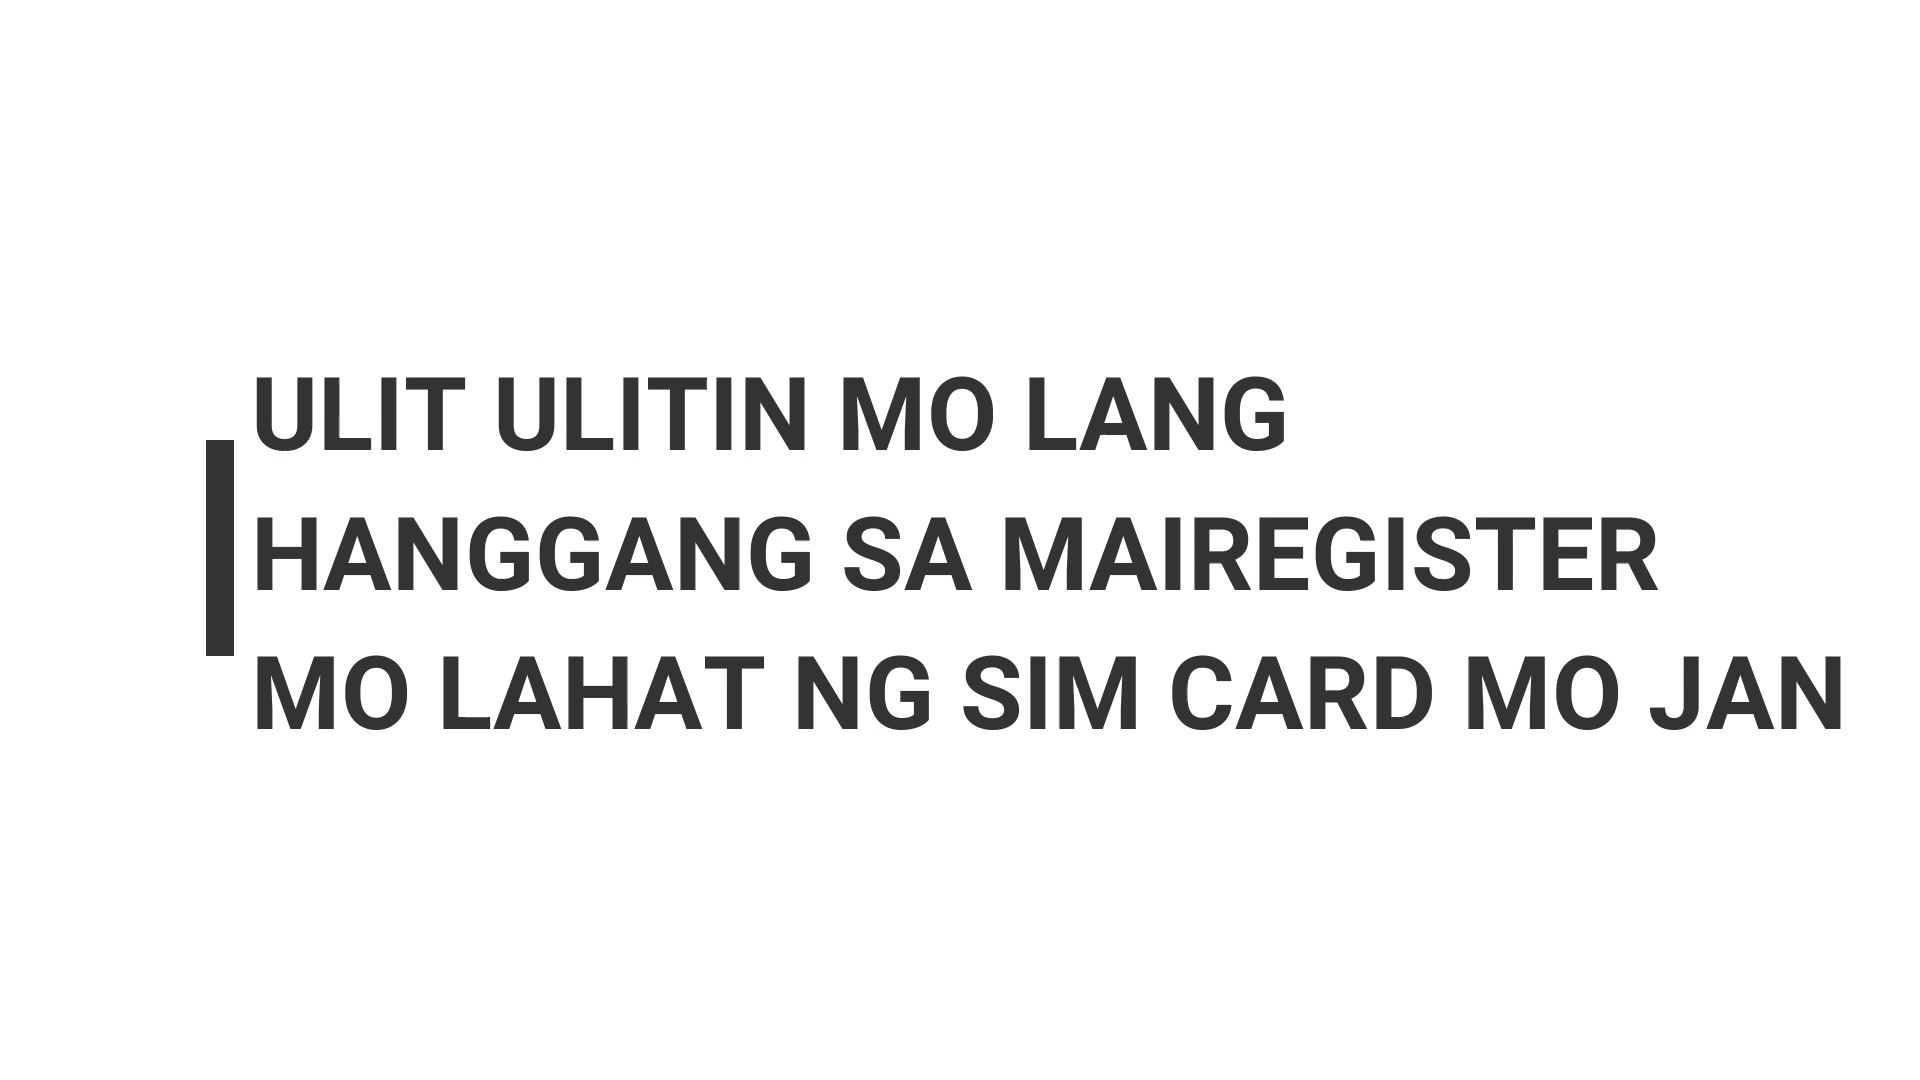 ULIT ULITIN MO LANG
HANGGANG SA MAIREGISTER
MO LAHAT NG SIM CARD MO JAN